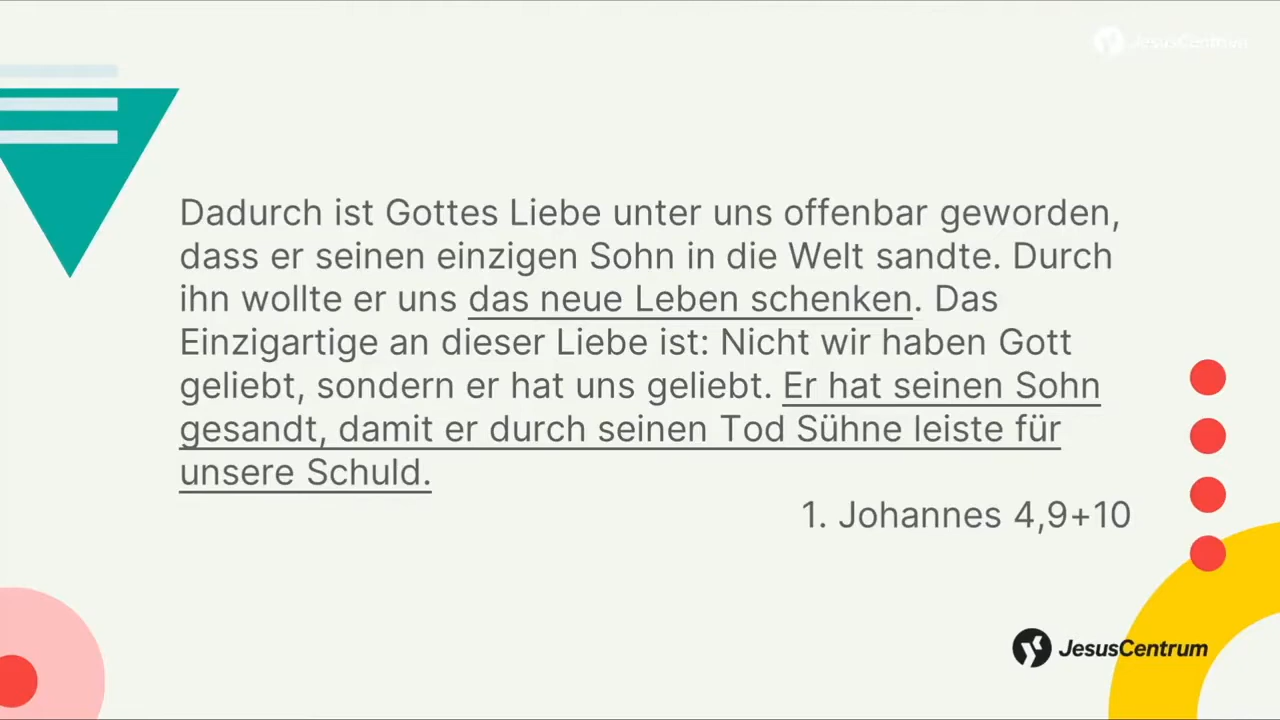 JesusCentrum
Dadurch ist Gottes Liebe unter uns offenbar geworden,
dass er seinen einzigen Sohn in die Welt sandte. Durch
ihn wollte er uns das neue Leben schenken. Das
Einzigartige an dieser Liebe ist: Nicht wir haben Gott
geliebt, sondern er hat uns geliebt. Er hat seinen Sohn
gesandt, damit er durch seinen Tod Sühne leiste für
unsere Schuld.
1. Johannes 4,9+10
JesusCentrum